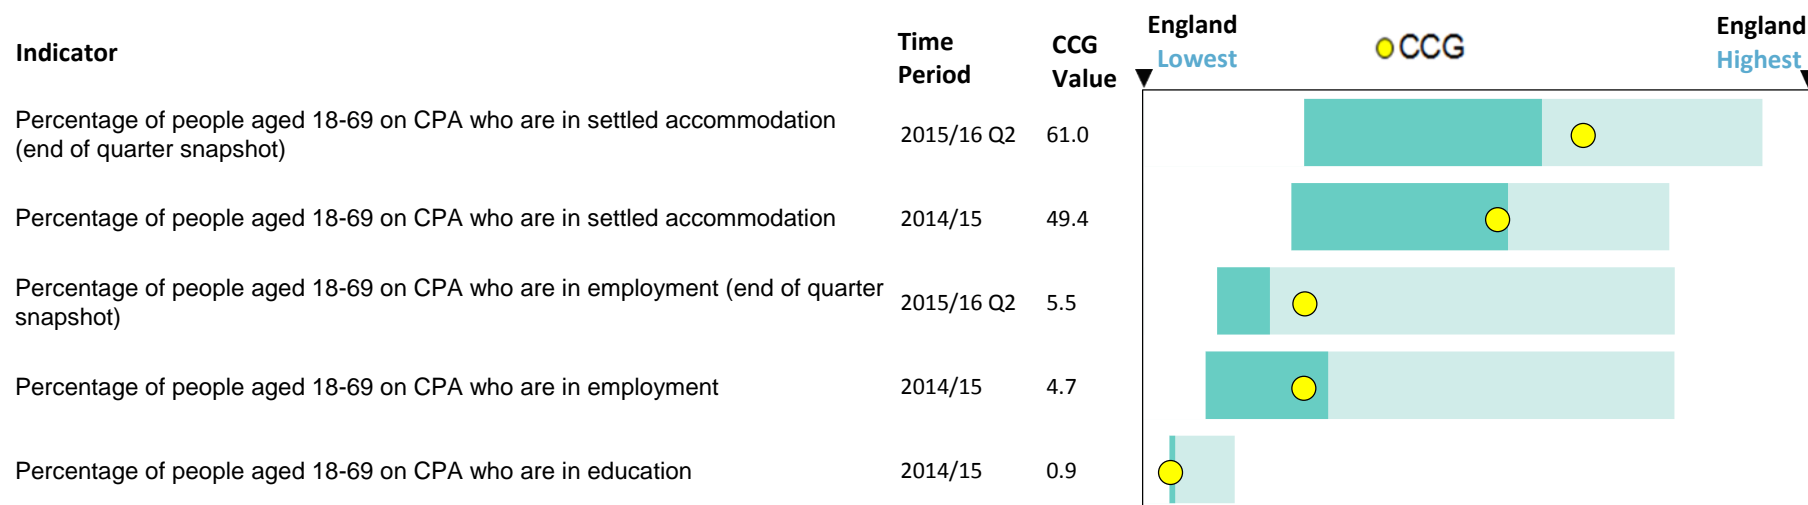 Indicator
Time
Period
CCG
Value
England
Lowest
CCG
England
Highest
Percentage of people aged 18-69 on CPA who are in settled accommodation
(end of quarter snapshot)
2015/16 Q2
61.0
Percentage of people aged 18-69 on CPA who are in settled accommodation
2014/15
49.4
Percentage of people aged 18-69 on CPA who are in employment (end of quarter
snapshot)
2015/16 Q2
5.5
Percentage of people aged 18-69 on CPA who are in employment
2014/15
4.7
Percentage of people aged 18-69 on CPA who are in education
2014/15
0.9